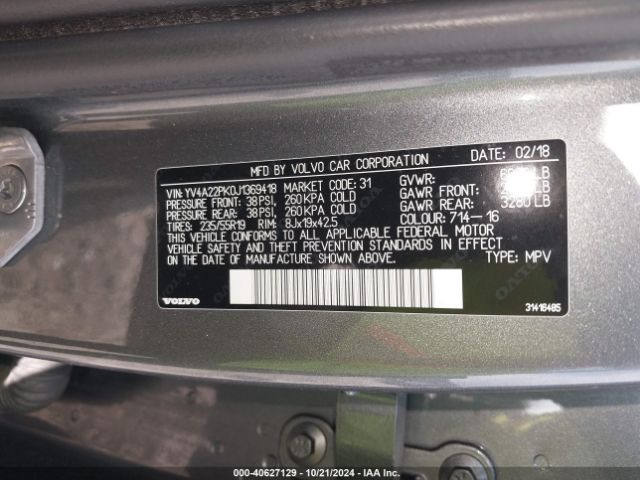 MFD BY VOLVO CAR CORPORATION DATE: 02/18
VIN: YV4A22PK0J1369418 MARKET CODE: 31 GVWR: LB
PRESSURE FRONT: 38 PSI, 260 KPA COLD GAWR FRONT: LB
PRESSURE REAR: 38 PSI, 260 KPA COLD GAWR REAR: 3280 LB
TIRES: 235/55R19 RIM: 8Jx19x42.5 COLOUR: 714-16
THIS VEHICLE CONFORMS TO ALL APPLICABLE FEDERAL MOTOR
VEHICLE SAFETY AND THEFT PREVENTION STANDARDS IN EFFECT
ON THE DATE OF MANUFACTURE SHOWN ABOVE. TYPE: MPV
VOLVO 31416485
000-40627129 - 10/21/2024 - IAA Inc.